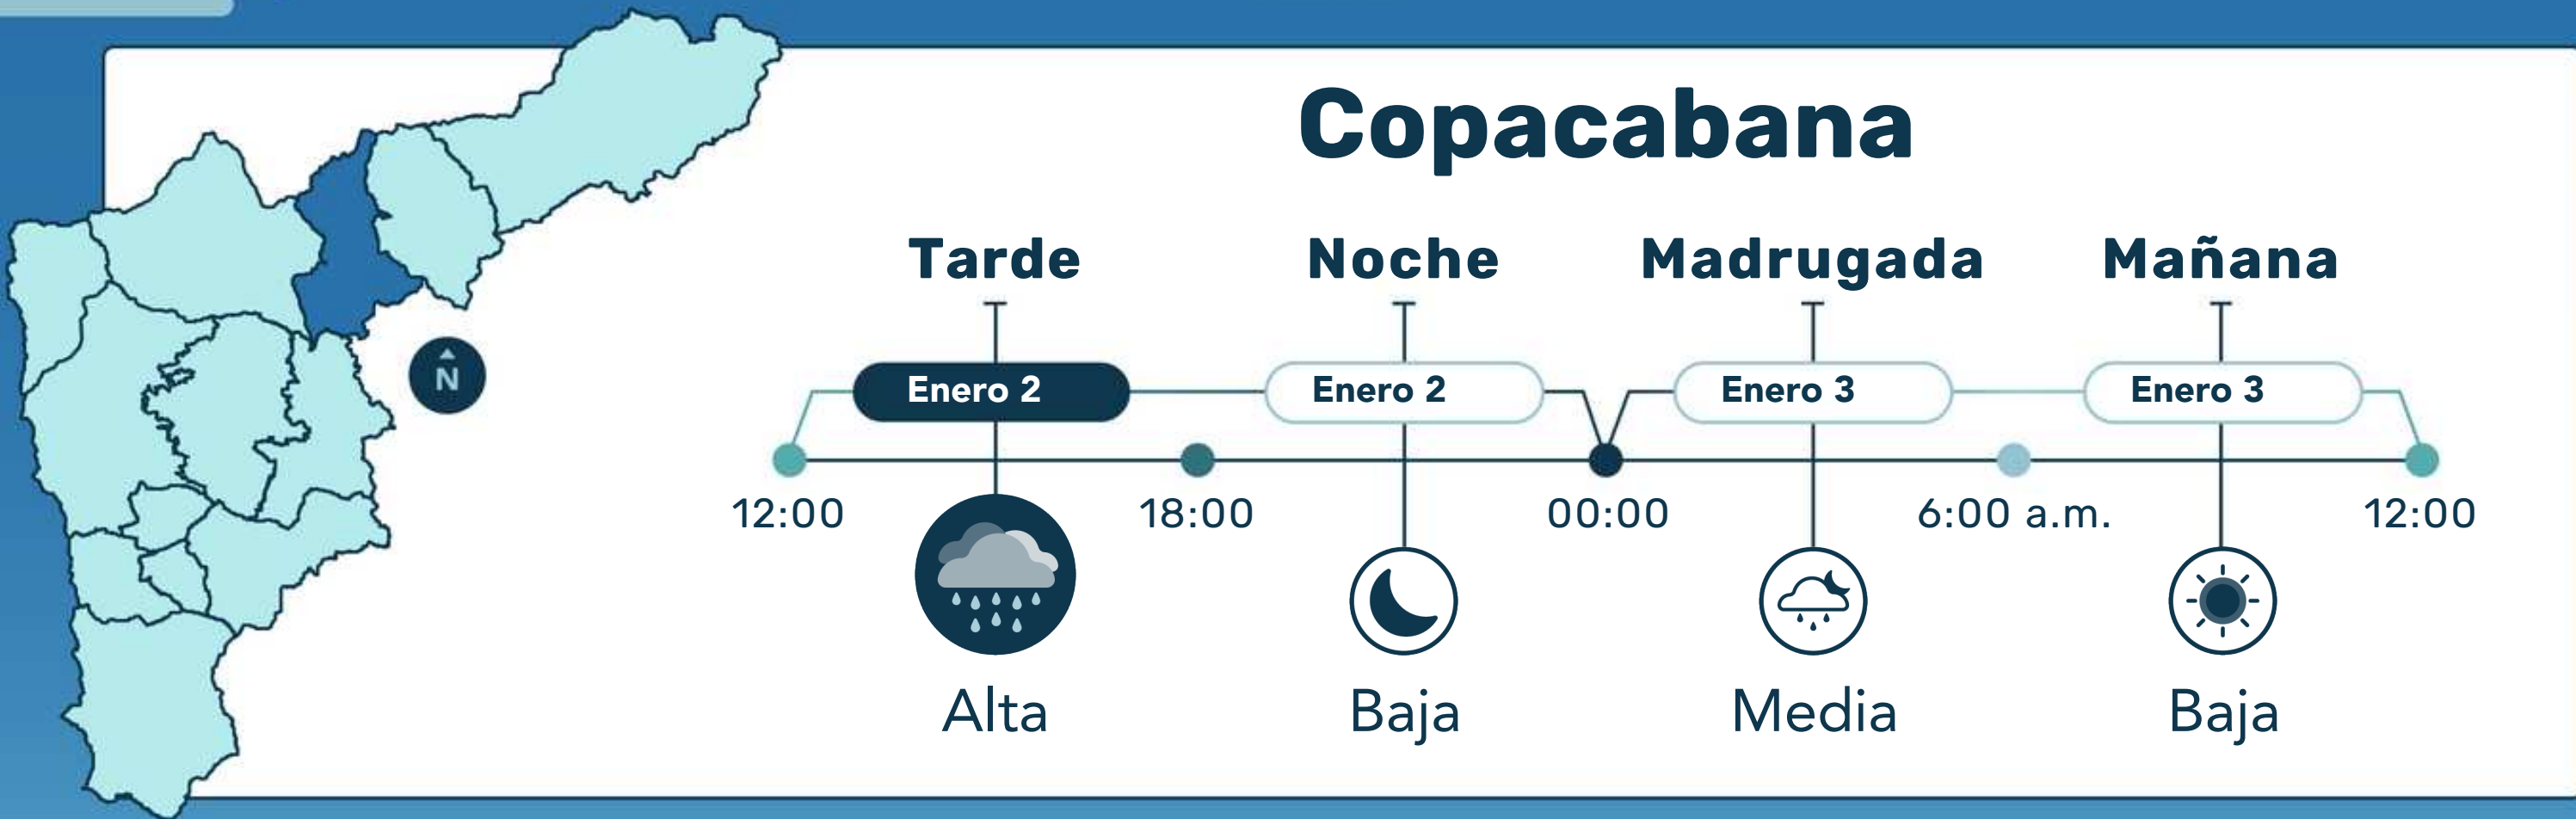 Copacabana
Tarde Noche Madrugada Mañana
N
Enero 2 Enero 2 Enero 3 Enero 3
12:00 18:00 00:00 6:00 a.m. 12:00
Alta Baja Media Baja